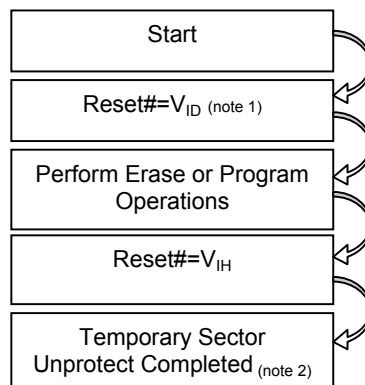 Start
Reset#=VID (note 1)
Perform Erase or Program
Operations
Reset#=VIH
Temporary Sector
Unprotect Completed (note 2)